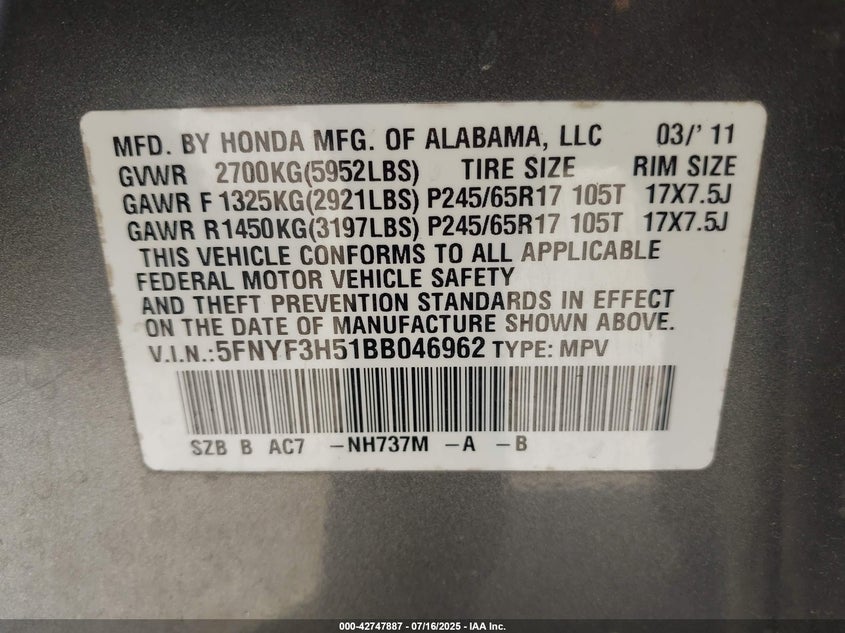 MFD. BY HONDA MFG. OF ALABAMA, LLC 03/' 11
GVWR 2700KG(5952LBS) TIRE SIZE RIM SIZE
GAWR F 1325KG(2921LBS) P245/65R17 105T 17X7.5J
GAWR R1450KG(3197LBS) P245/65R17 105T 17X7.5J
THIS VEHICLE CONFORMS TO ALL APPLICABLE
FEDERAL MOTOR VEHICLE SAFETY
AND THEFT PREVENTION STANDARDS IN EFFECT
ON THE DATE OF MANUFACTURE SHOWN ABOVE.
V.I.N.:5FNYF3H51BB046962 TYPE: MPV
SZB B AC7 -NH737M -A -B
000-42747887 - 07/16/2025 - IAA Inc.